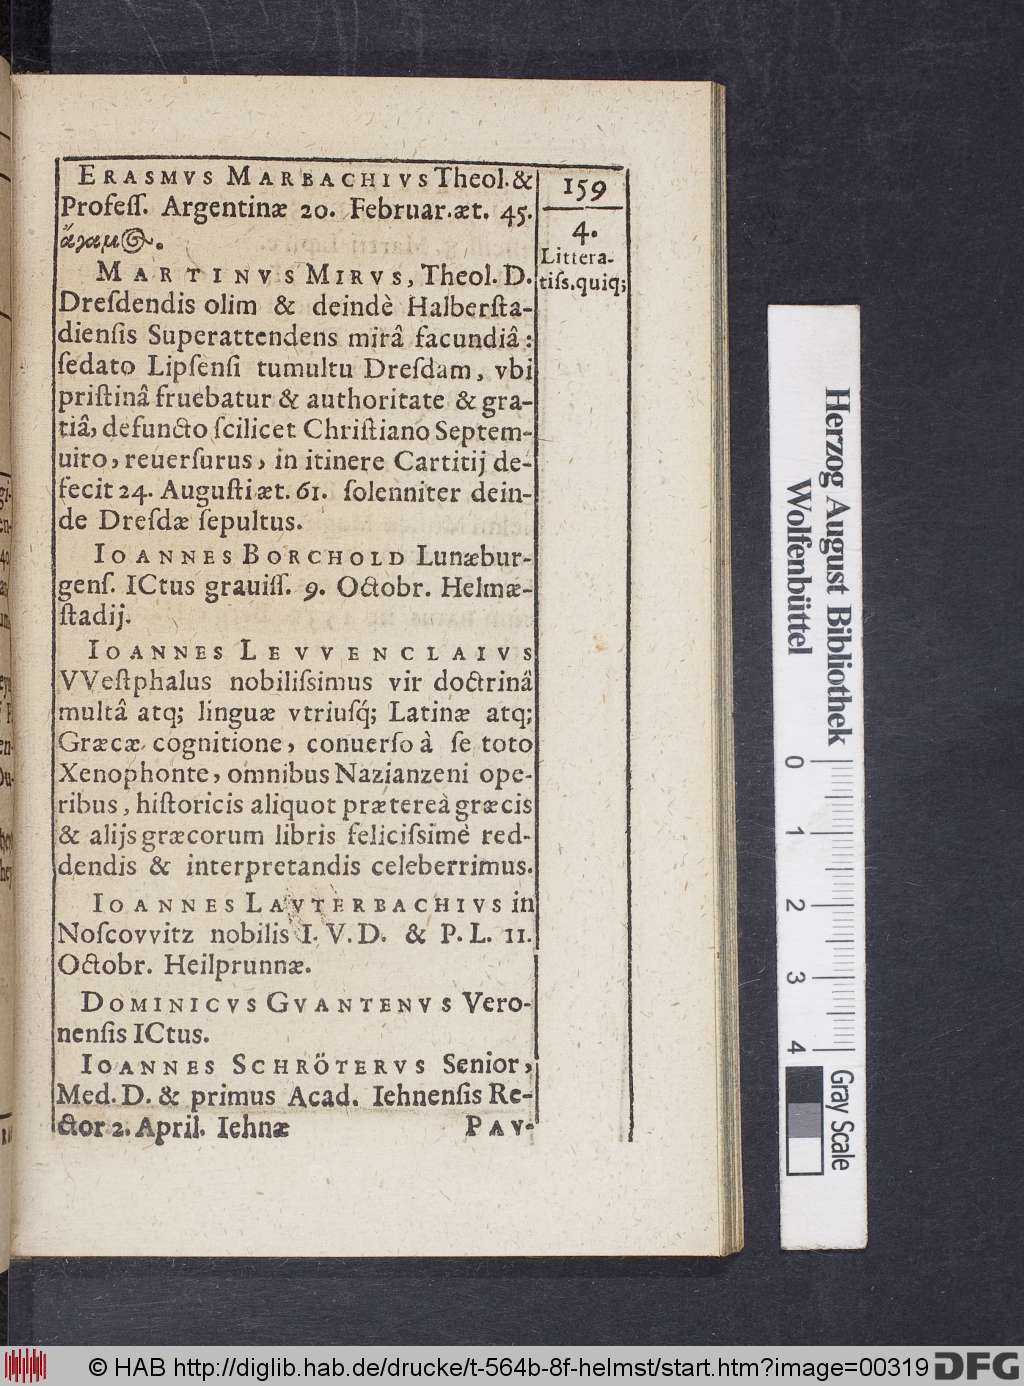 ERASMVS MARBACHIVS Theol. &
Profeſſ. Argentinæ 20. Februar. æt. 45.
ἄγαμος.
MARTINVS MIRVS, Theol. D.
Dreſdendis olim & deindè Halberſta-
dienſis Superattendens mirâ facundiâ:
ſedato Lipſenſi tumultu Dreſdam, vbi
priſtinâ fruebatur & authoritate & gra-
tiâ, defuncto ſcilicet Chriſtiano Septem-
uiro, reuerſurus, in itinere Cartitij de-
fecit 24. Auguſti æt. 61. ſolenniter dein-
de Dreſdæ ſepultus.
IOANNES BORCHOLD Lunæbur-
genſ. ICtus grauiſſ. 9. Octobr. Helmæ-
ſtadij.
IOANNES LEVVENCLAIVS
VVeſtphalus nobiliſsimus vir doctrinâ
multâ atq; linguæ vtriuſq́; Latinæ atq;
Græcæ cognitione, conuerſo à ſe toto
Xenophonte, omnibus Nazianzeni ope-
ribus, hiſtoricis aliquot prætereà græcis
& alijs græcorum libris feliciſsimè red-
dendis & interpretandis celeberrimus.
IOANNES LAVTERBACHIVS in
Noſcovvitz nobilis I. V. D. & P. L. 11.
Octobr. Heilprunnæ.
DOMINICVS GVANTENVS Vero-
nenſis ICtus.
IOANNES SCHRÖTERVS Senior,
Med. D. & primus Acad. Iehnenſis Re-
ctor 2. April. Iehnæ
PAV-
159
4.
Littera-
tiſs. quiq;
Herzog August Bibliothek
Wolfenbüttel
0 1 2 3 4
Gray Scale
© HAB http://diglib.hab.de/drucke/t-564b-8f-helmst/start.htm?image=00319
DFG